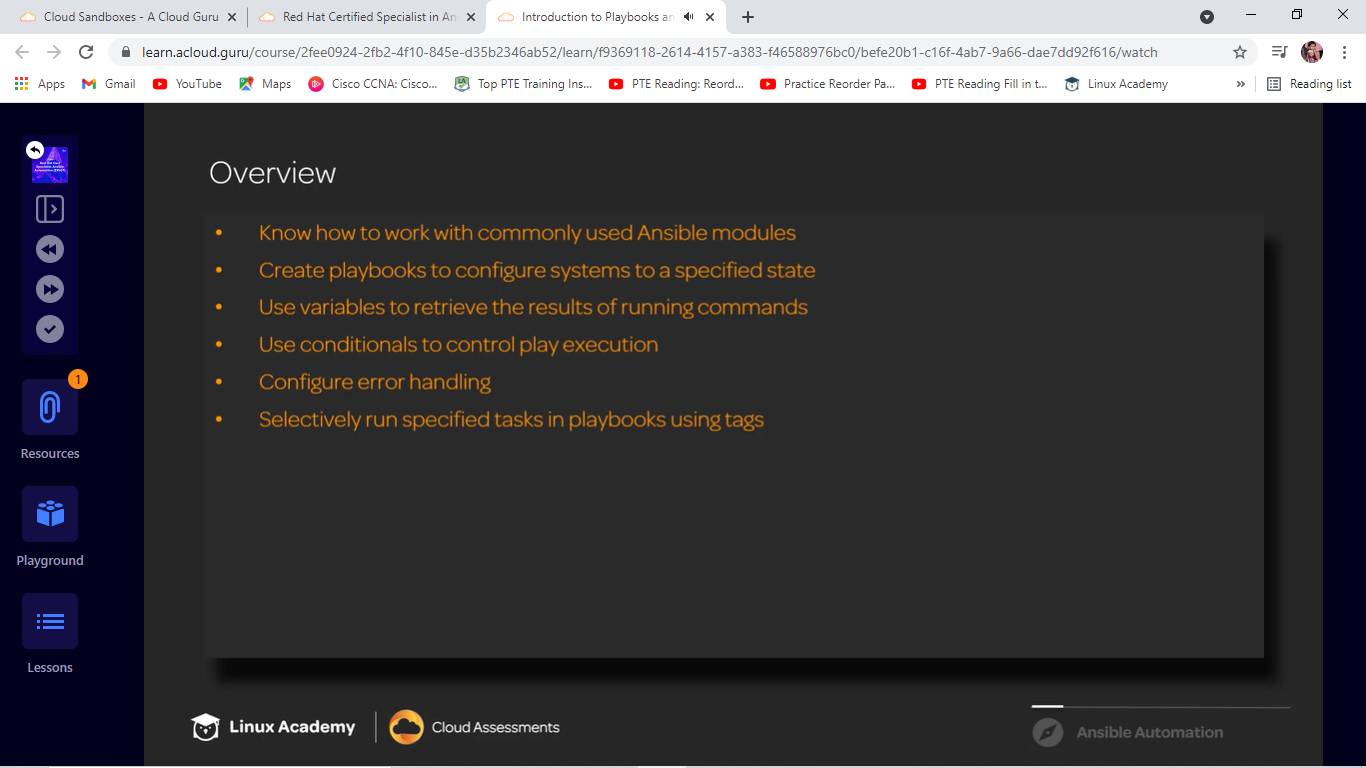 Cloud Sandboxes - A Cloud Guru
Red Hat Certified Specialist in An
Introduction to Playbooks an
learn.acloud.guru/course/2fee0924-2fb2-4f10-845e-d35b2346ab52/learn/f9369118-2614-4157-a383-f46588976bc0/befe20b1-c16f-4ab7-9a66-dae7dd92f616/watch
Apps
Gmail
YouTube
Maps
Cisco CCNA: Cisco...
Top PTE Training Ins...
PTE Reading: Reord...
Practice Reorder Pa...
PTE Reading Fill in t...
Linux Academy
»
Reading list
1
Resources
Playground
Lessons
Overview
• Know how to work with commonly used Ansible modules
• Create playbooks to configure systems to a specified state
• Use variables to retrieve the results of running commands
• Use conditionals to control play execution
• Configure error handling
• Selectively run specified tasks in playbooks using tags
Linux Academy
Cloud Assessments
Ansible Automation